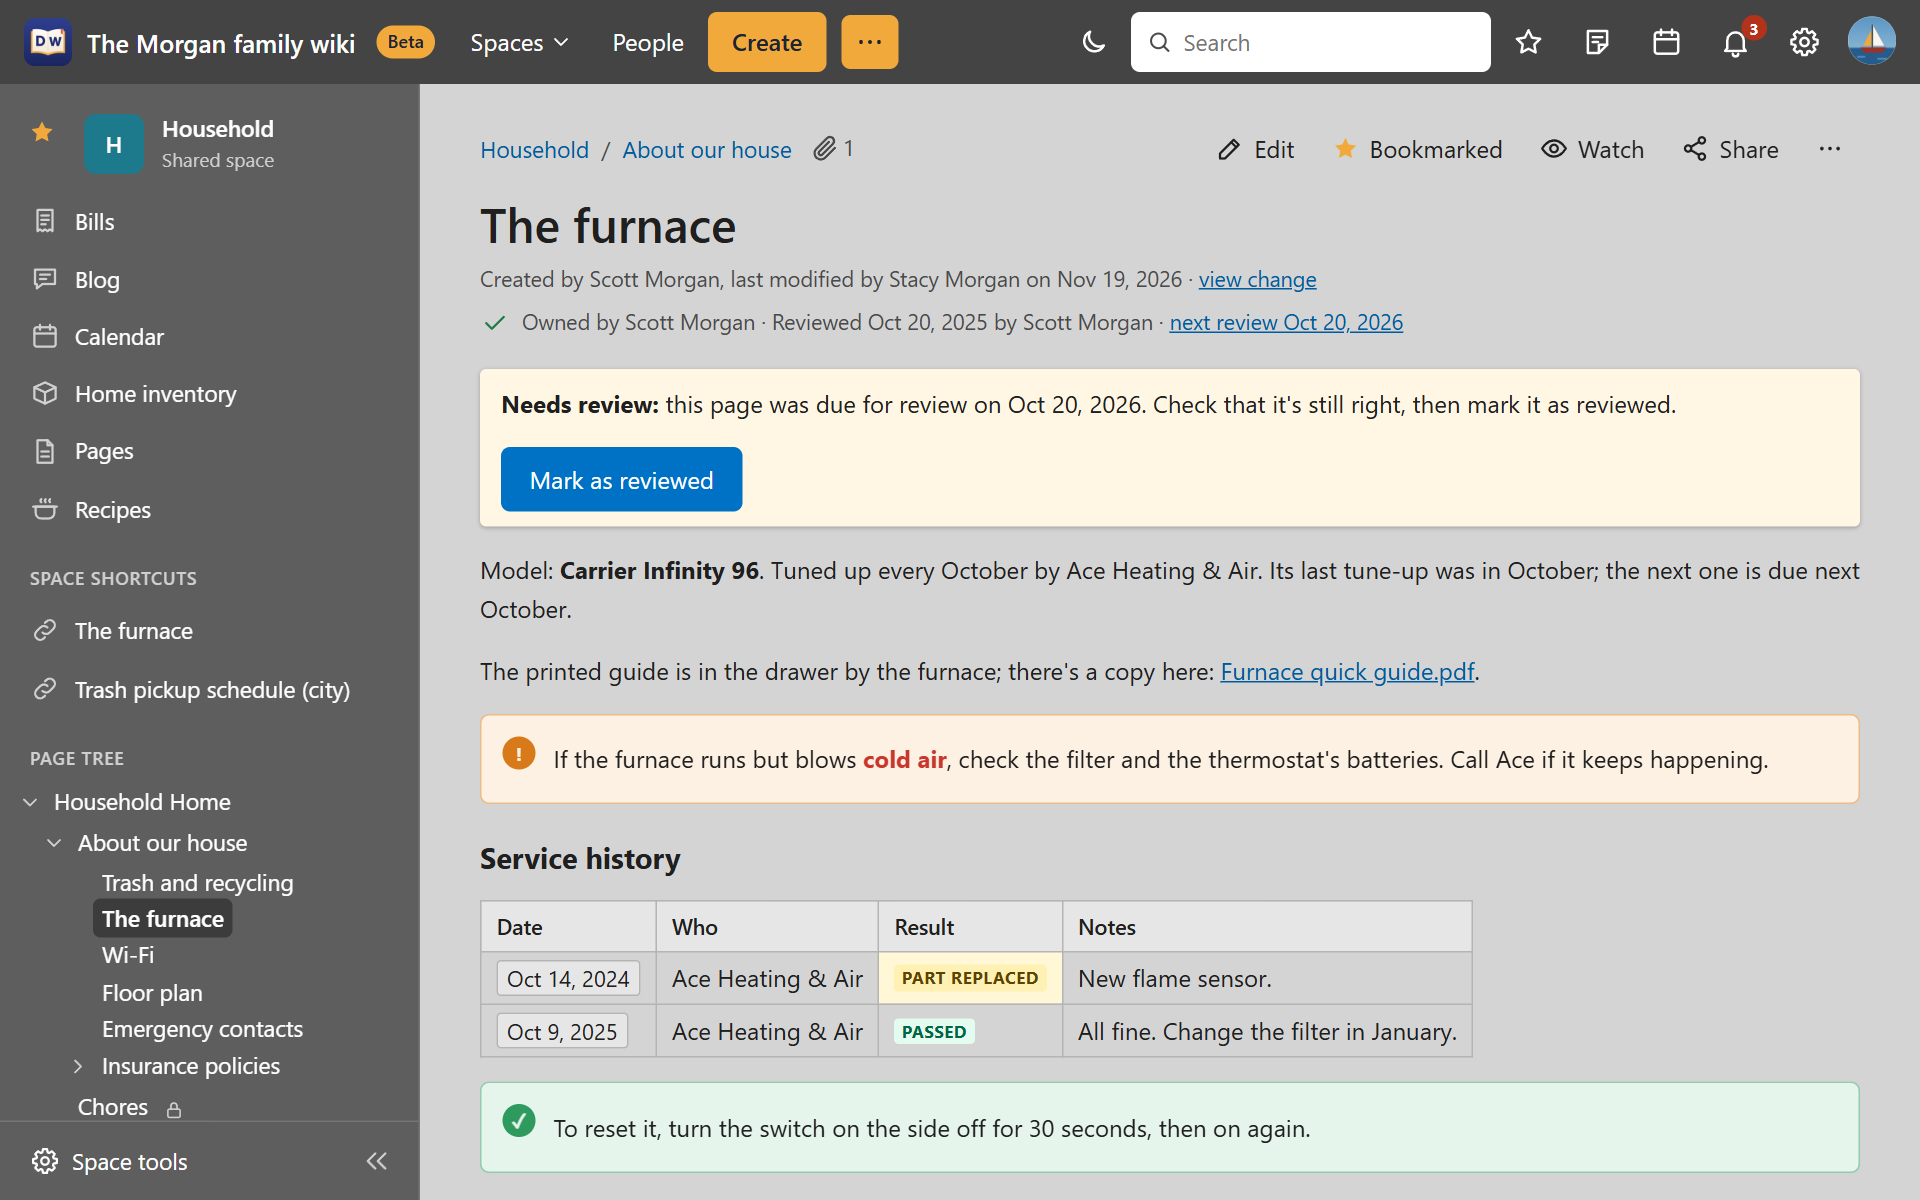 DW The Morgan family wiki Beta Spaces People Create ... Search 3
H Household
Shared space
Bills
Blog
Calendar
Home inventory
Pages
Recipes
SPACE SHORTCUTS
The furnace
Trash pickup schedule (city)
PAGE TREE
Household Home
About our house
Trash and recycling
The furnace
Wi-Fi
Floor plan
Emergency contacts
Insurance policies
Chores
Space tools
Household / About our house 1 Edit Bookmarked Watch Share ...
The furnace
Created by Scott Morgan, last modified by Stacy Morgan on Nov 19, 2026 · view change
Owned by Scott Morgan · Reviewed Oct 20, 2025 by Scott Morgan · next review Oct 20, 2026
Needs review: this page was due for review on Oct 20, 2026. Check that it's still right, then mark it as reviewed.
Mark as reviewed
Model: Carrier Infinity 96. Tuned up every October by Ace Heating & Air. Its last tune-up was in October; the next one is due next
October.
The printed guide is in the drawer by the furnace; there's a copy here: Furnace quick guide.pdf.
If the furnace runs but blows cold air, check the filter and the thermostat's batteries. Call Ace if it keeps happening.
Service history
Date Who Result Notes
Oct 14, 2024 Ace Heating & Air PART REPLACED New flame sensor.
Oct 9, 2025 Ace Heating & Air PASSED All fine. Change the filter in January.
To reset it, turn the switch on the side off for 30 seconds, then on again.